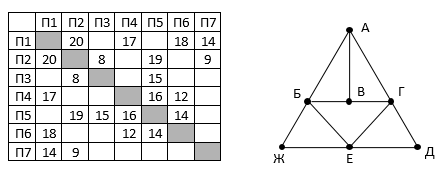 П1 П2 П3 П4 П5 П6 П7
П1 20 17 18 14
П2 20 8 19 9
П3 8 15
П4 17 16 12
П5 19 15 16 14
П6 18 12 14
П7 14 9
А
Б В Г
Ж Е Д